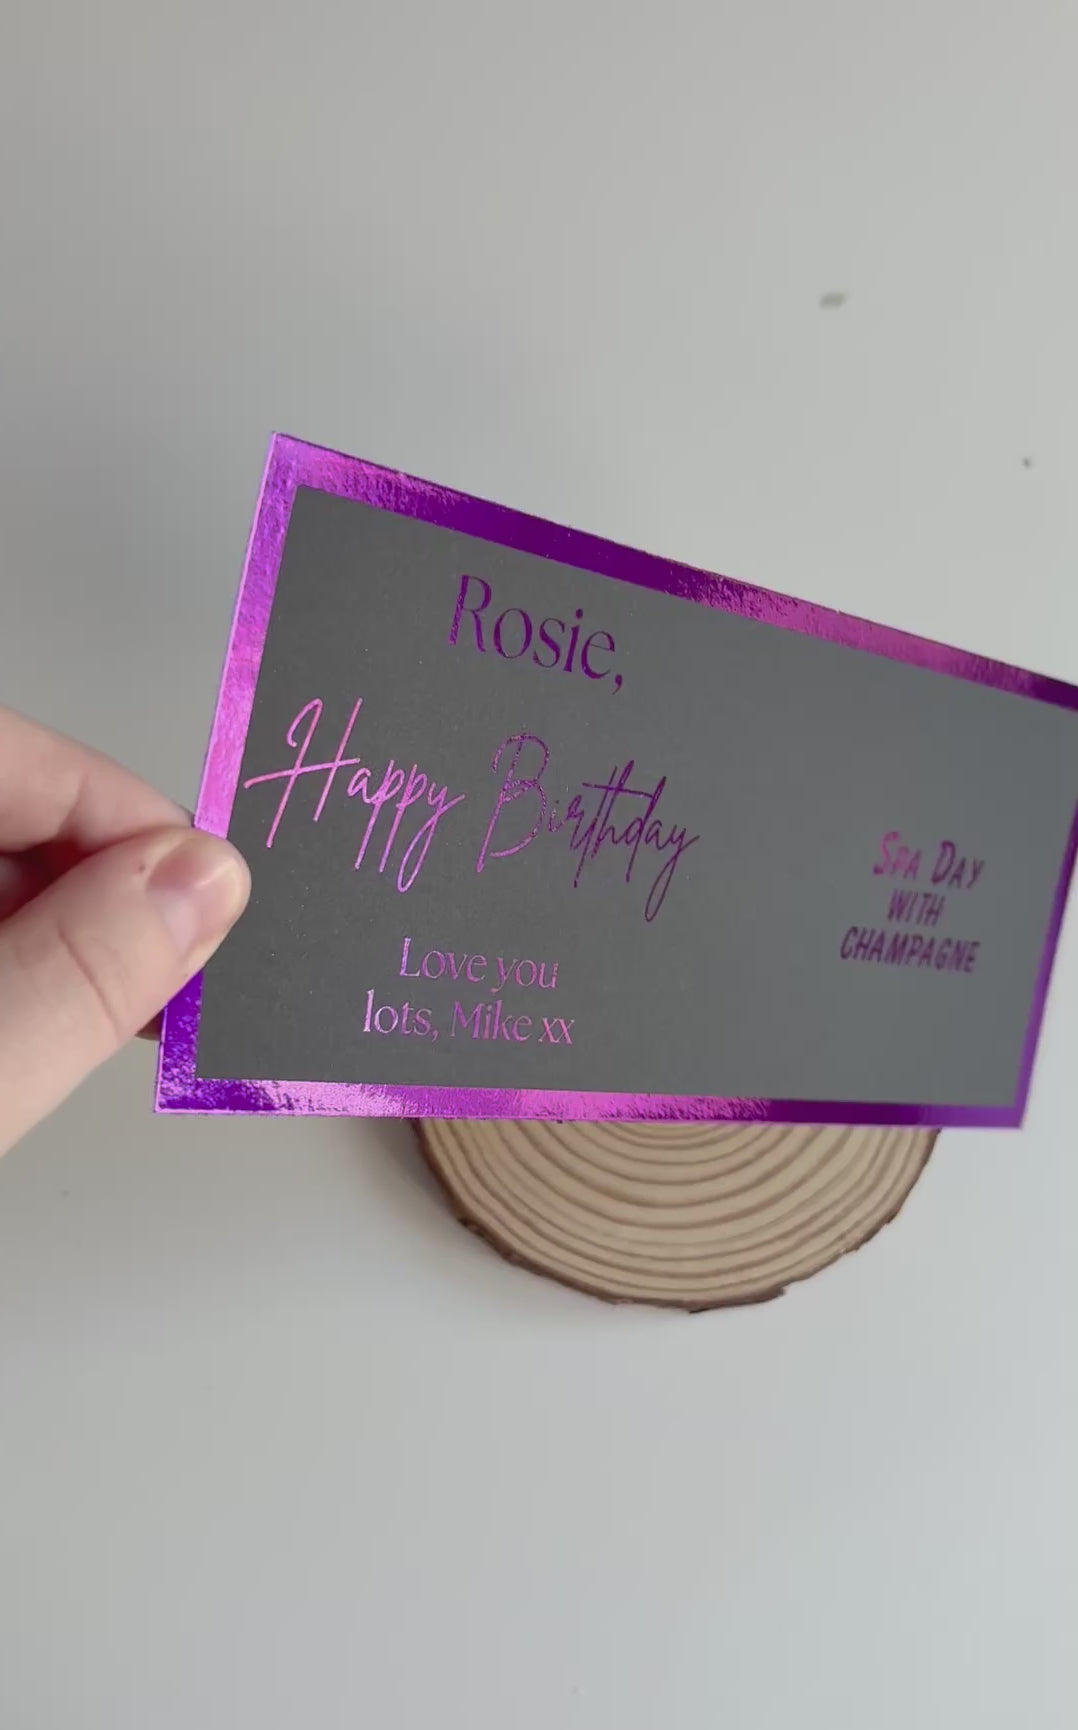 Rosie,
Happy Birthday
Love you
lots, Mike xx
SPA DAY
WITH
CHAMPAGNE